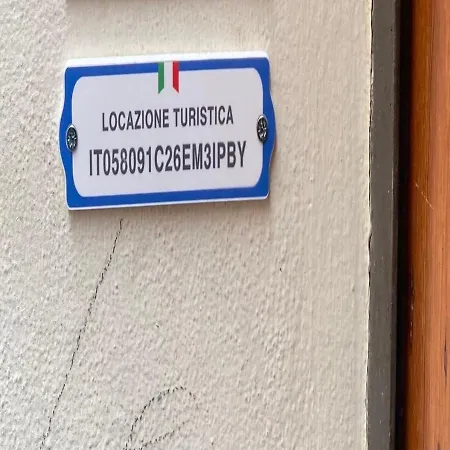 LOCAZIONE TURISTICA
IT058091C26EM3IPBY